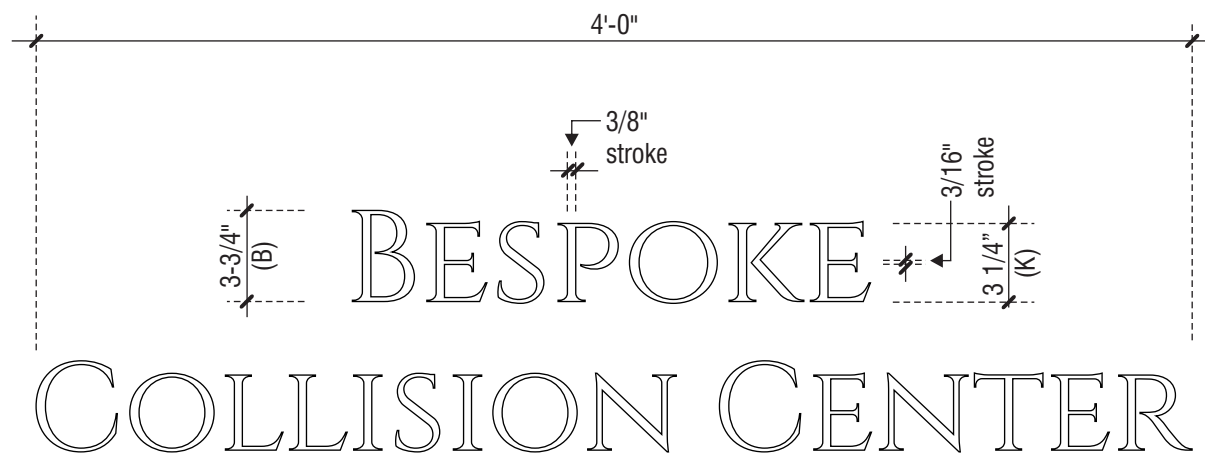 4'-0"
3/8"
stroke
3/16"
stroke
3-3/4"
(B)
BESPOKE
3 1/4”
(K)
COLLISION CENTER